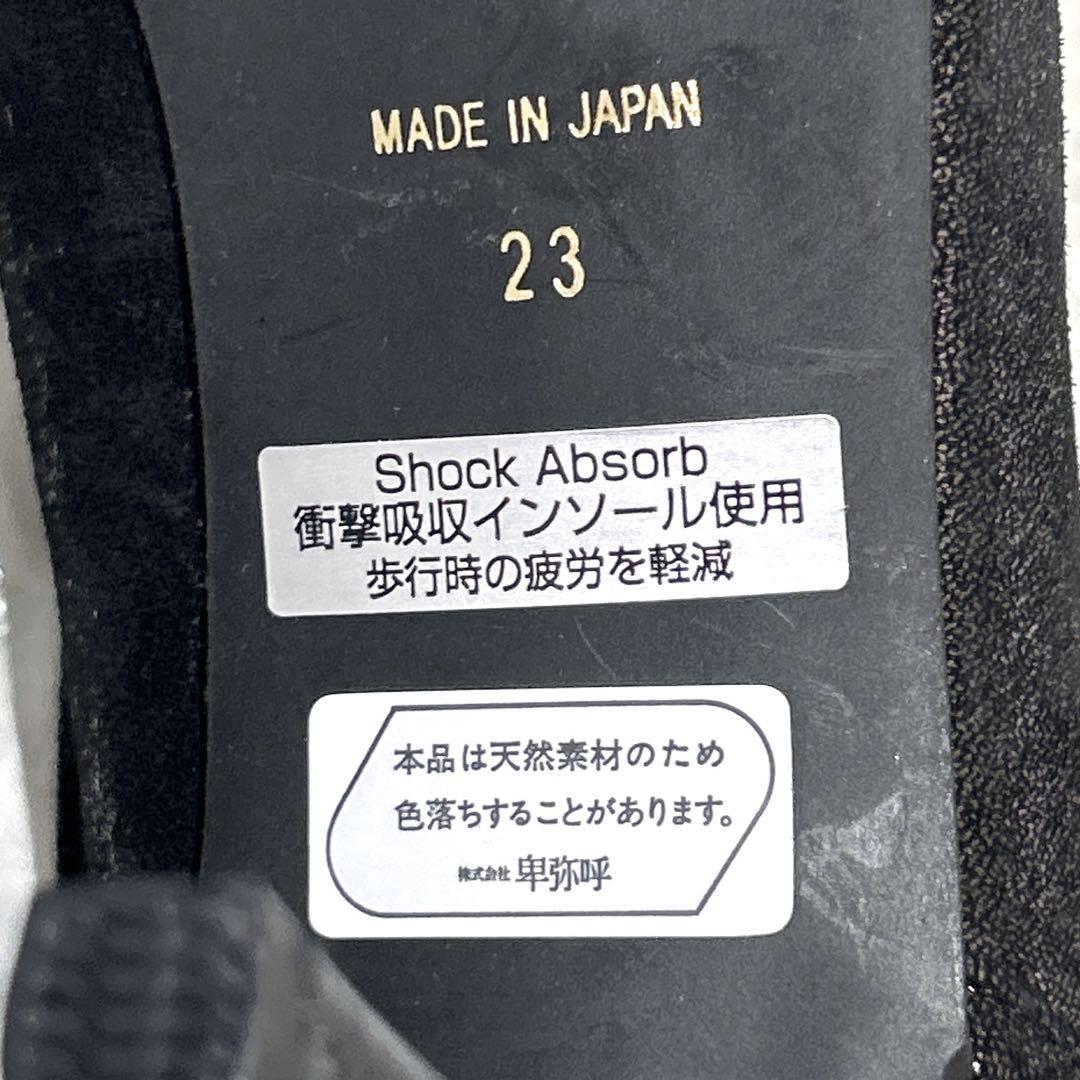 MADE IN JAPAN
23
Shock Absorb
衝撃吸収インソール使用
歩行時の疲労を軽減
本品は天然素材のため
色落ちすることがあります。
株式会社 卑弥呼